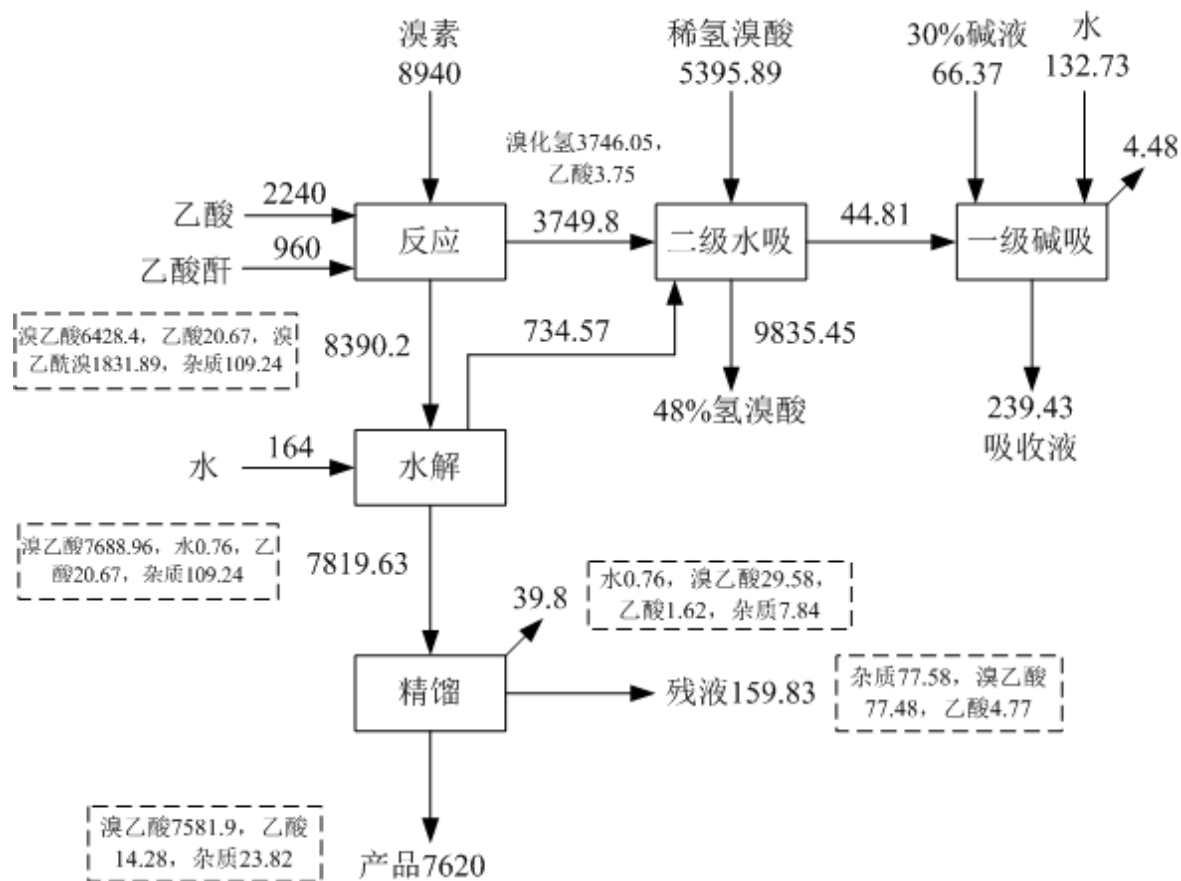 溴素
8940
稀氢溴酸
5395.89
30%碱液
66.37
水
132.73
溴化氢3746.05，
乙酸3.75
4.48
乙酸
2240
乙酸酐
960
反应
3749.8
二级水吸
44.81
一级碱吸
溴乙酸6428.4，乙酸20.67，溴
乙酰溴1831.89，杂质109.24
8390.2
734.57
9835.45
48%氢溴酸
239.43
吸收液
水
164
水解
溴乙酸7688.96，水0.76，乙
酸20.67，杂质109.24
7819.63
39.8
水0.76，溴乙酸29.58，
乙酸1.62，杂质7.84
精馏
残液159.83
杂质77.58，溴乙酸
77.48，乙酸4.77
溴乙酸7581.9，乙酸
14.28，杂质23.82
产品7620